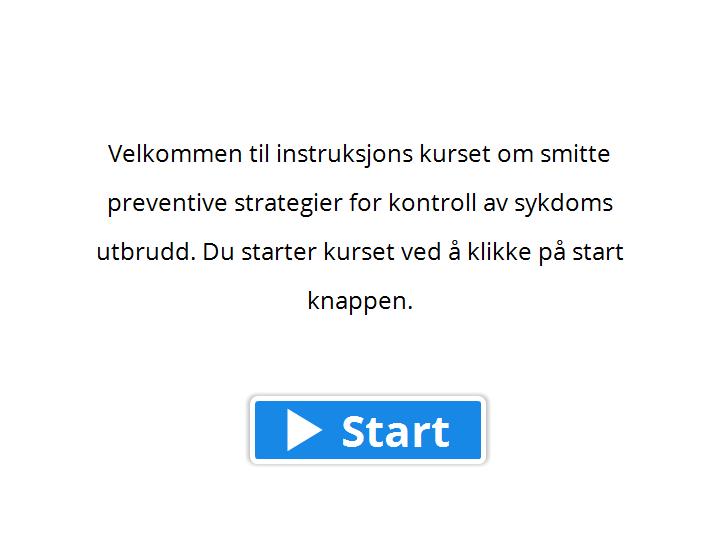 Velkommen til instruksjons kurset om smitte
preventive strategier for kontroll av sykdoms
utbrudd. Du starter kurset ved å klikke på start
knappen.
Start